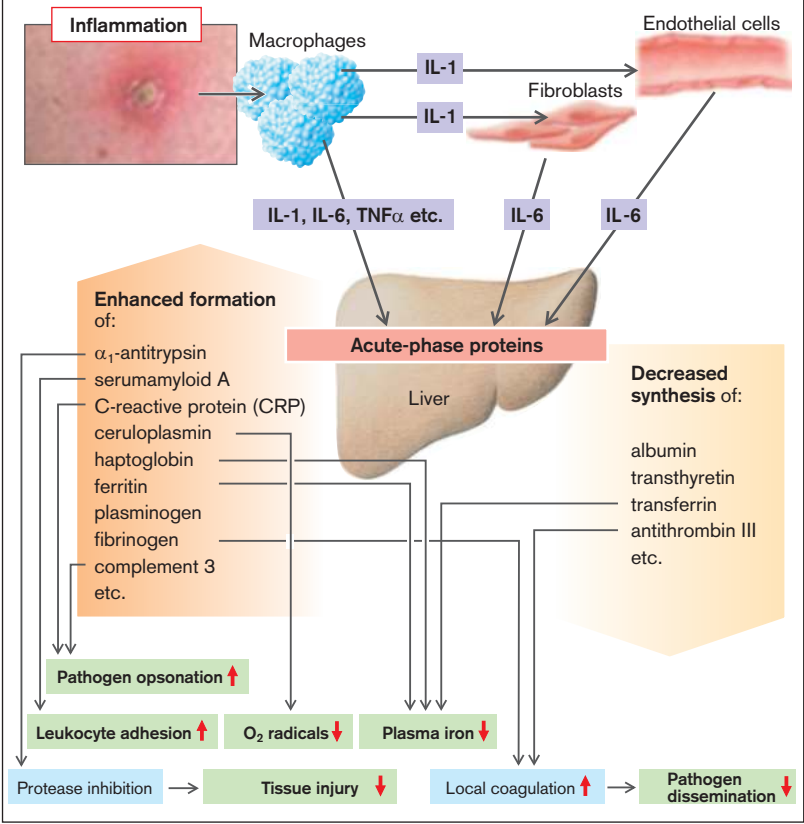 Inflammation
Macrophages
Endothelial cells
IL-1
Fibroblasts
IL-1
IL-1, IL-6, TNFα etc.
IL-6
IL-6
Enhanced formation
of:
α₁-antitrypsin
serumamyloid A
C-reactive protein (CRP)
ceruloplasmin
haptoglobin
ferritin
plasminogen
fibrinogen
complement 3
etc.
Acute-phase proteins
Liver
Decreased
synthesis of:
albumin
transthyretin
transferrin
antithrombin III
etc.
Pathogen opsonation
Leukocyte adhesion
O₂ radicals
Plasma iron
Protease inhibition
Tissue injury
Local coagulation
Pathogen
dissemination